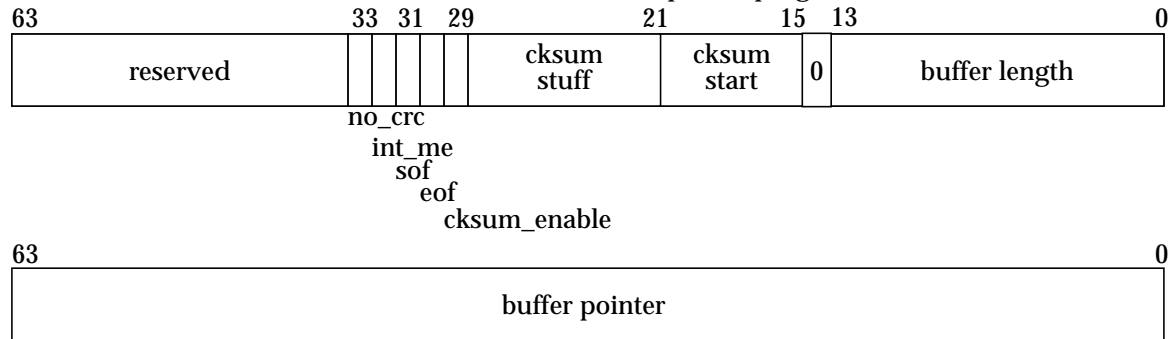 63 33 31 29 21 15 13 0
reserved cksum stuff cksum start 0 buffer length
no_crc
int_me
sof
eof
cksum_enable
63 0
buffer pointer